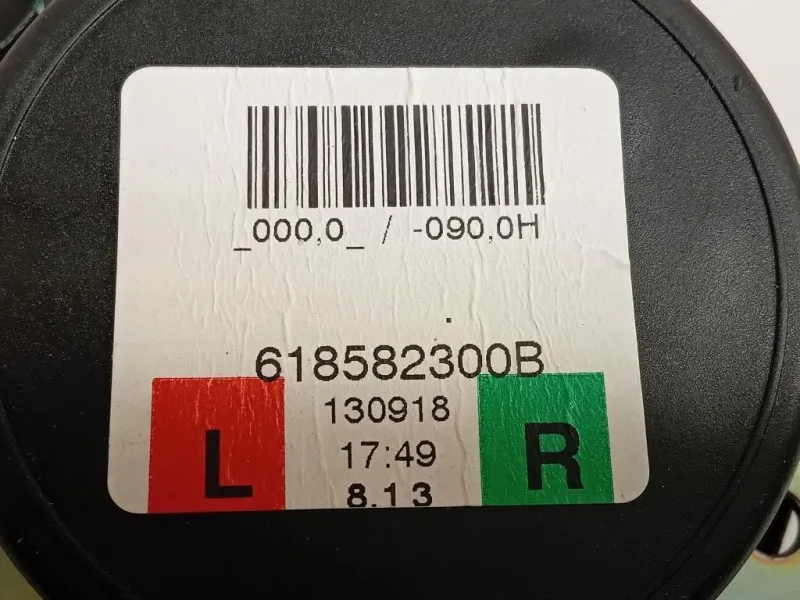 _000,0_ / -090,0H
618582300B
130918
L 17:49 R
8.13